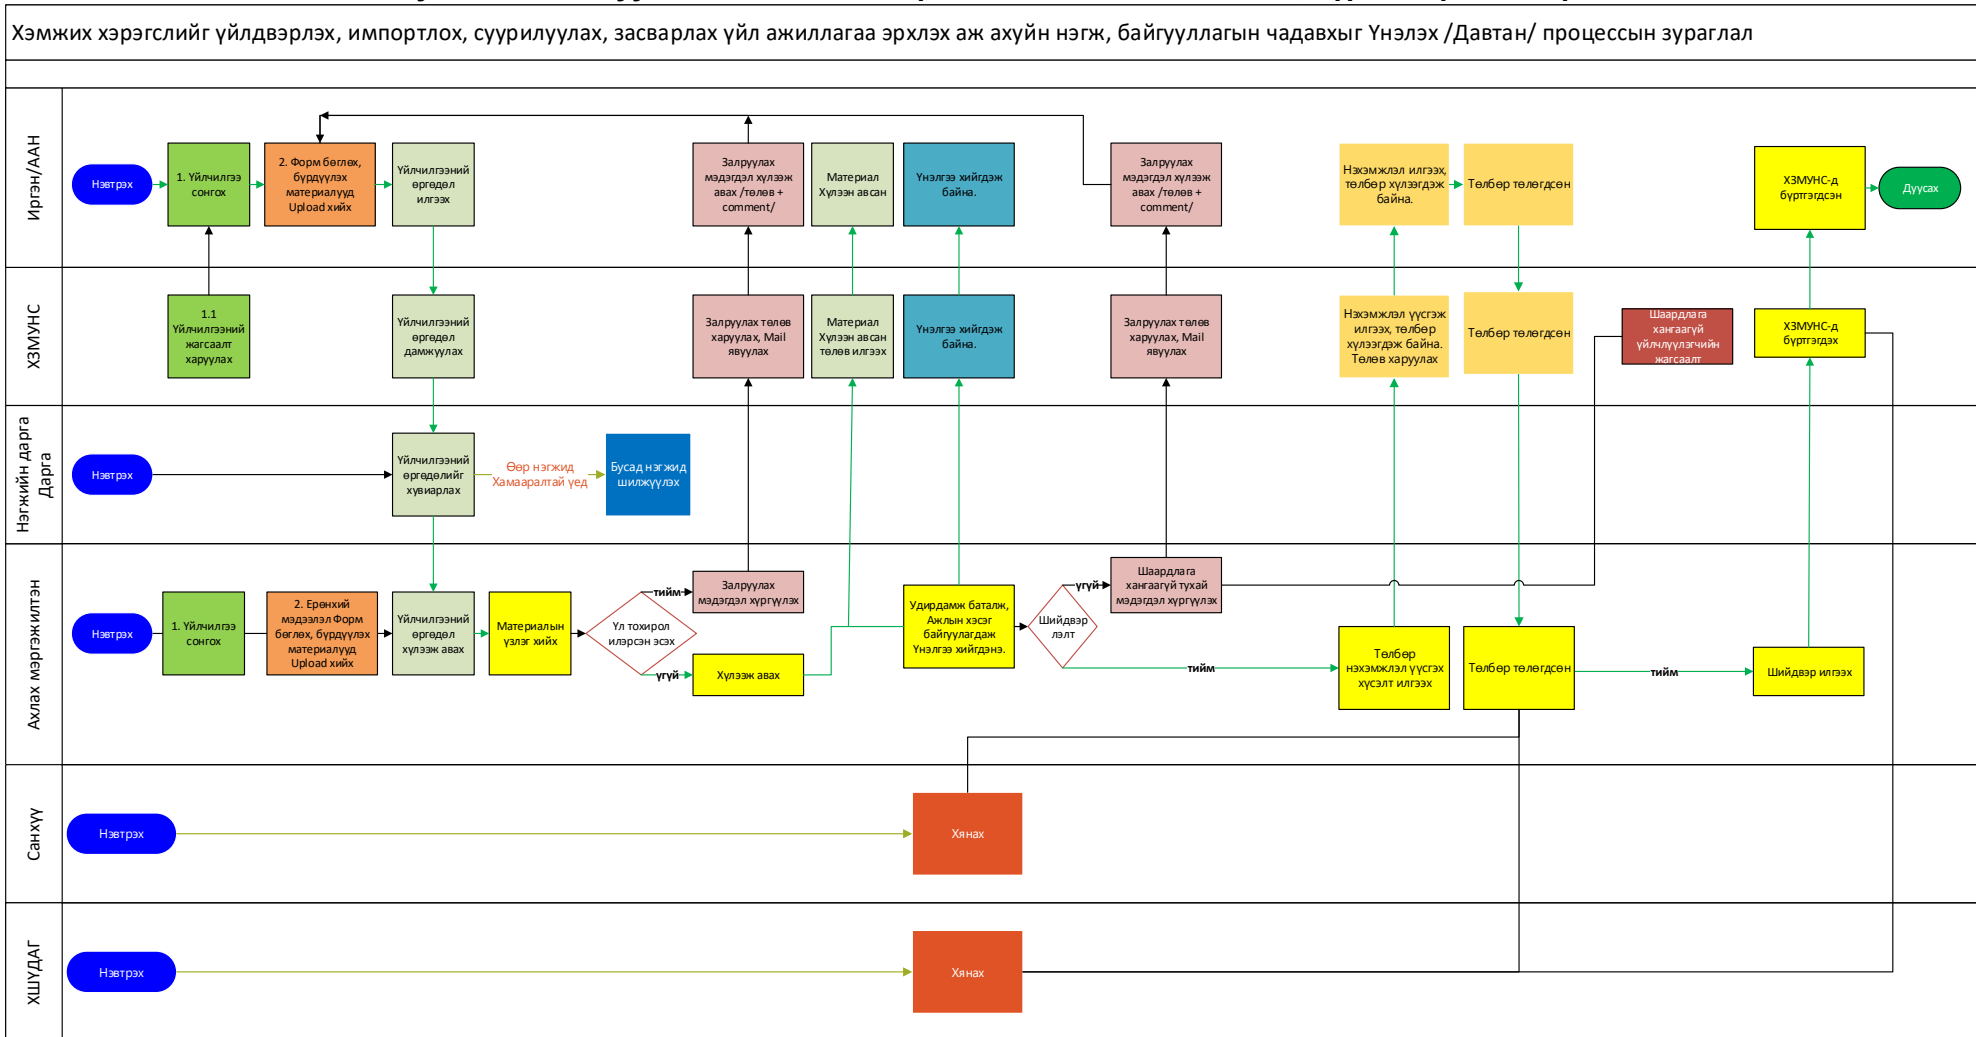 Хэмжих хэрэгслийг үйлдвэрлэх, импортлох, суурилуулах, засварлах үйл ажиллагаа эрхлэх аж ахуйн нэгж, байгууллагын чадавхыг Үнэлэх /Давтан/ процессын зураглал
Иргэн/ААН
Нэвтрэх
1. Үйлчилгээ
сонгох
2. Форм бөглөх,
бүрдүүлэх
материалууд
Upload хийх
Үйлчилгээний
өргөдөл
илгээх
Залруулах
мэдэгдэл хүлээж
авах /төлөв +
comment/
Материал
Хүлээн авсан
Үнэлгээ хийгдэж
байна.
Залруулах
мэдэгдэл хүлээж
авах /төлөв +
comment/
Нэхэмжлэл илгээх,
төлбөр хүлээгдэж
байна.
Төлбөр төлөгдсөн
ХЗМУНС-д
бүртгэгдсэн
Дуусах
ХЗМУНС
1.1
Үйлчилгээний
жагсаалт
харуулах
Үйлчилгээний
өргөдөл
дамжуулах
Залруулах төлөв
харуулах, Mail
явуулах
Материал
Хүлээн авсан
төлөв илгээх
Үнэлгээ хийгдэж
байна.
Залруулах төлөв
харуулах, Mail
явуулах
Нэхэмжлэл үүсгэж
илгээх, төлбөр
хүлээгдэж байна.
Төлөв харуулах
Төлбөр төлөгдсөн
Шаардлага
хангаагүй
үйлчлүүлэгчийн
жагсаалт
ХЗМУНС-д
бүртгэгдэх
Нэгжийн дарга
Дарга
Нэвтрэх
Үйлчилгээний
өргөдөлийг
хувиарлах
Өөр нэгжид
Хамааралтай үед
Бусад нэгжид
шилжүүлэх
Ахлах мэргэжилтэн
Нэвтрэх
1. Үйлчилгээ
сонгох
2. Ерөнхий
мэдээлэл Форм
бөглөх, бүрдүүлэх
материалууд
Upload хийх
Үйлчилгээний
өргөдөл
хүлээж авах
Материалын
үзлэг хийх
Үл тохирол
илэрсэн эсэх
тийм
Залруулах
мэдэгдэл хүргүүлэх
үгүй
Хүлээж авах
Удирдамж баталж,
Ажлын хэсэг
байгуулагдаж
Үнэлгээ хийгдэнэ.
Шийдвэр
лэлт
үгүй
Шаардлага
хангаагүй тухай
мэдэгдэл хүргүүлэх
тийм
Төлбөр
нэхэмжлэл үүсгэх
хүсэлт илгээх
Төлбөр төлөгдсөн
тийм
Шийдвэр илгээх
Санхүү
Нэвтрэх
Хянах
ХШҮДАГ
Нэвтрэх
Хянах